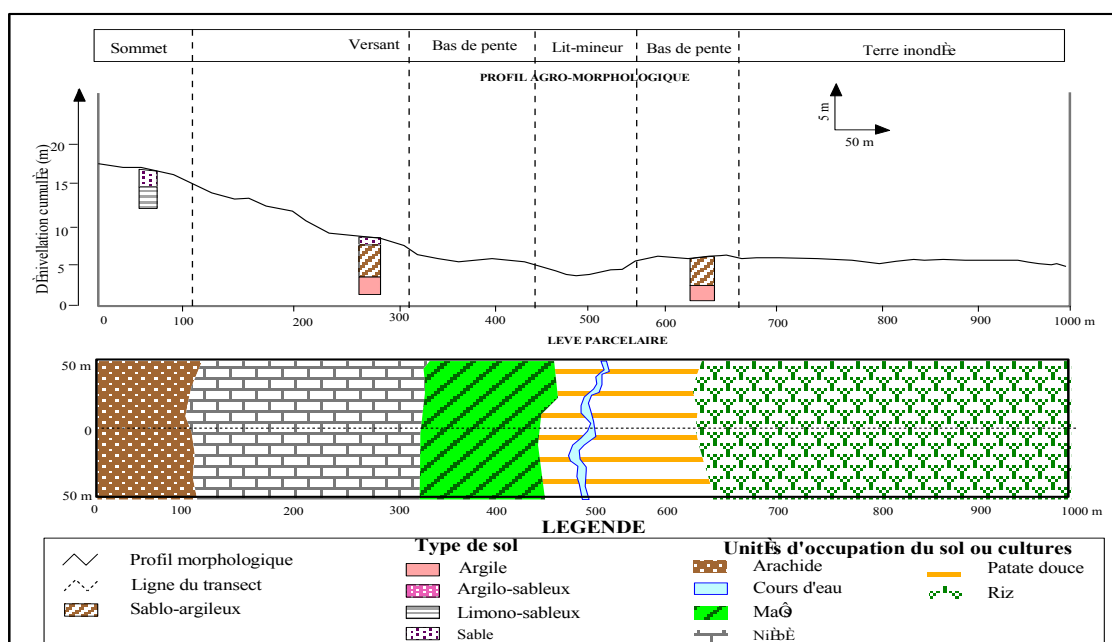 Sommet Versant Bas de pente Lit-mineur Bas de pente Terre inondÈe
PROFIL AGRO-MORPHOLOGIQUE
5 m
50 m
DÈnivellation cumulÈe (m)
20
15
10
5
0
0 100 200 300 400 500 600 700 800 900 1000 m
LEVE PARCELAIRE
50 m
0
50 m
0 100 200 300 400 500 600 700 800 900 1000 m
LEGENDE
Profil morphologique
Ligne du transect
Sablo-argileux
Type de sol
Argile
Argilo-sableux
Limono-sableux
Sable
UnitÈs d'occupation du sol ou cultures
Arachide
Cours d'eau
MaÔs
NiÈbÈ
Patate douce
Riz